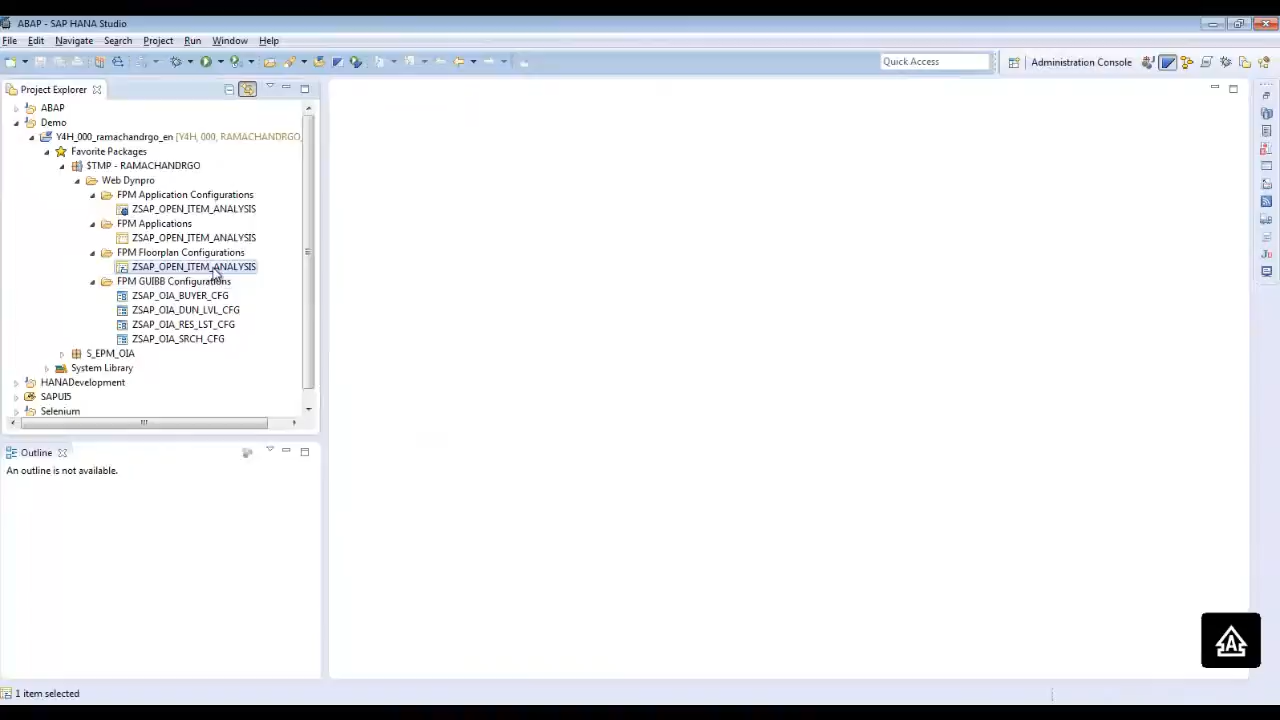 ABAP - SAP HANA Studio
File Edit Navigate Search Project Run Window Help
Quick Access
Administration Console
Project Explorer
ABAP
Demo
Y4H_000_ramachandrgo_en [Y4H, 000, RAMACHANDRGO,
Favorite Packages
$TMP - RAMACHANDRGO
Web Dynpro
FPM Application Configurations
ZSAP_OPEN_ITEM_ANALYSIS
FPM Applications
ZSAP_OPEN_ITEM_ANALYSIS
FPM Floorplan Configurations
ZSAP_OPEN_ITEM_ANALYSIS
FPM GUIBB Configurations
ZSAP_OIA_BUYER_CFG
ZSAP_OIA_DUN_LVL_CFG
ZSAP_OIA_RES_LST_CFG
ZSAP_OIA_SRCH_CFG
S_EPM_OIA
System Library
HANADevelopment
SAPUI5
Selenium
Outline
An outline is not available.
A
1 item selected